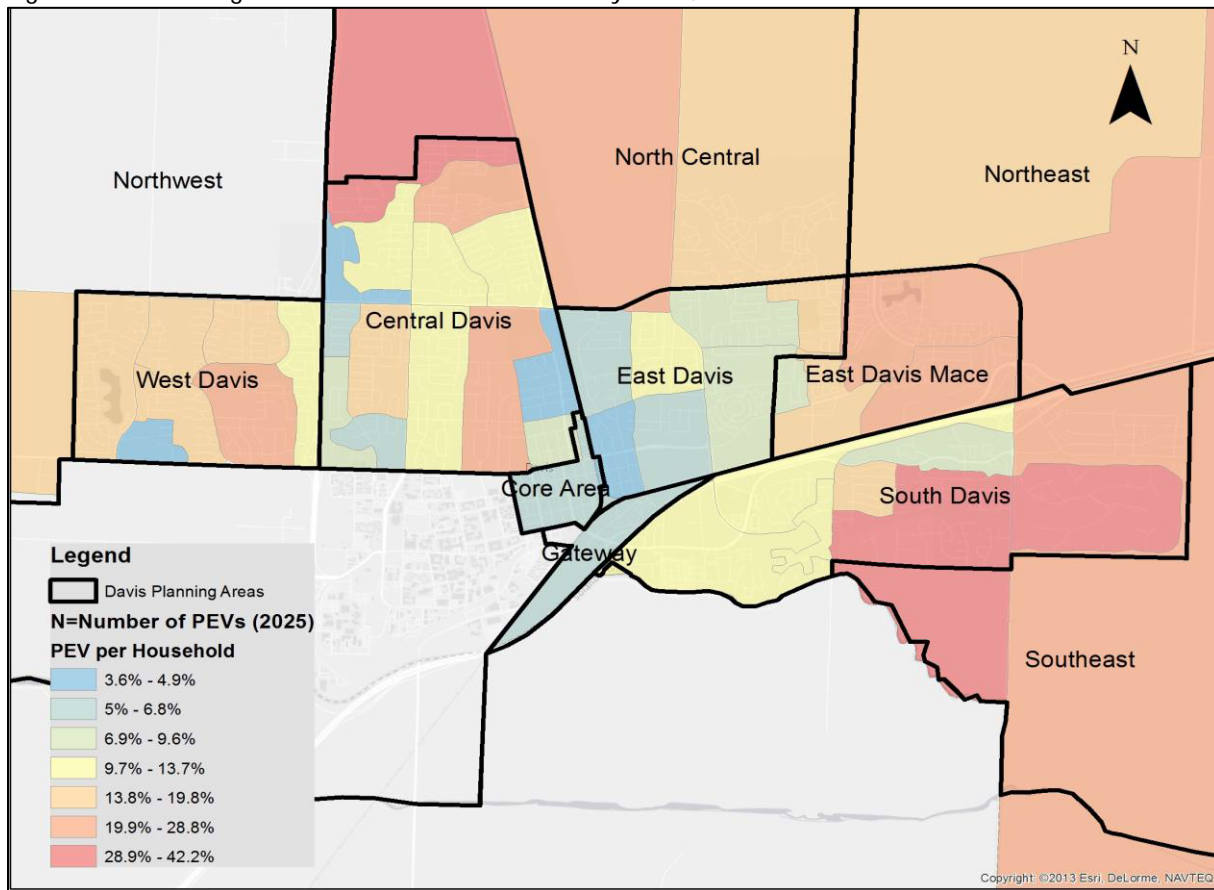 N
North Central
Northwest
Northeast
Central Davis
West Davis
East Davis
East Davis Mace
Core Area
South Davis
Gateway
Southeast
Legend
Davis Planning Areas
N=Number of PEVs (2025)
PEV per Household
3.6% - 4.9%
5% - 6.8%
6.9% - 9.6%
9.7% - 13.7%
13.8% - 19.8%
19.9% - 28.8%
28.9% - 42.2%
Copyright: ©2013 Esri, DeLorme, NAVTEQ